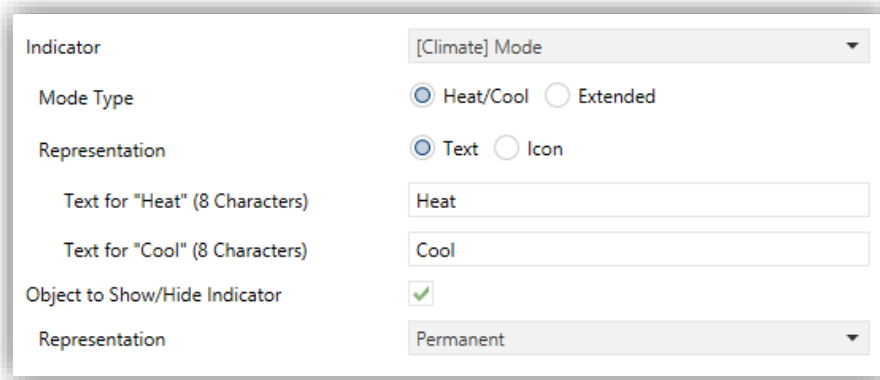 Indicator [Climate] Mode
Mode Type Heat/Cool Extended
Representation Text Icon
Text for "Heat" (8 Characters) Heat
Text for "Cool" (8 Characters) Cool
Object to Show/Hide Indicator
Representation Permanent